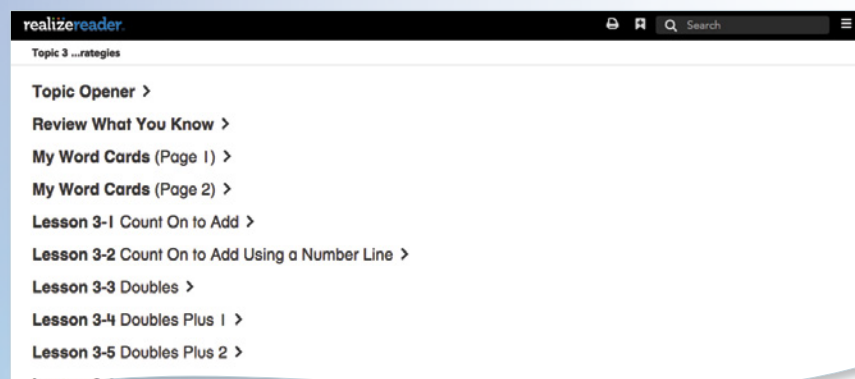 realizereader.
Search
Topic 3 ...rategies
Topic Opener >
Review What You Know >
My Word Cards (Page 1) >
My Word Cards (Page 2) >
Lesson 3-1 Count On to Add >
Lesson 3-2 Count On to Add Using a Number Line >
Lesson 3-3 Doubles >
Lesson 3-4 Doubles Plus 1 >
Lesson 3-5 Doubles Plus 2 >